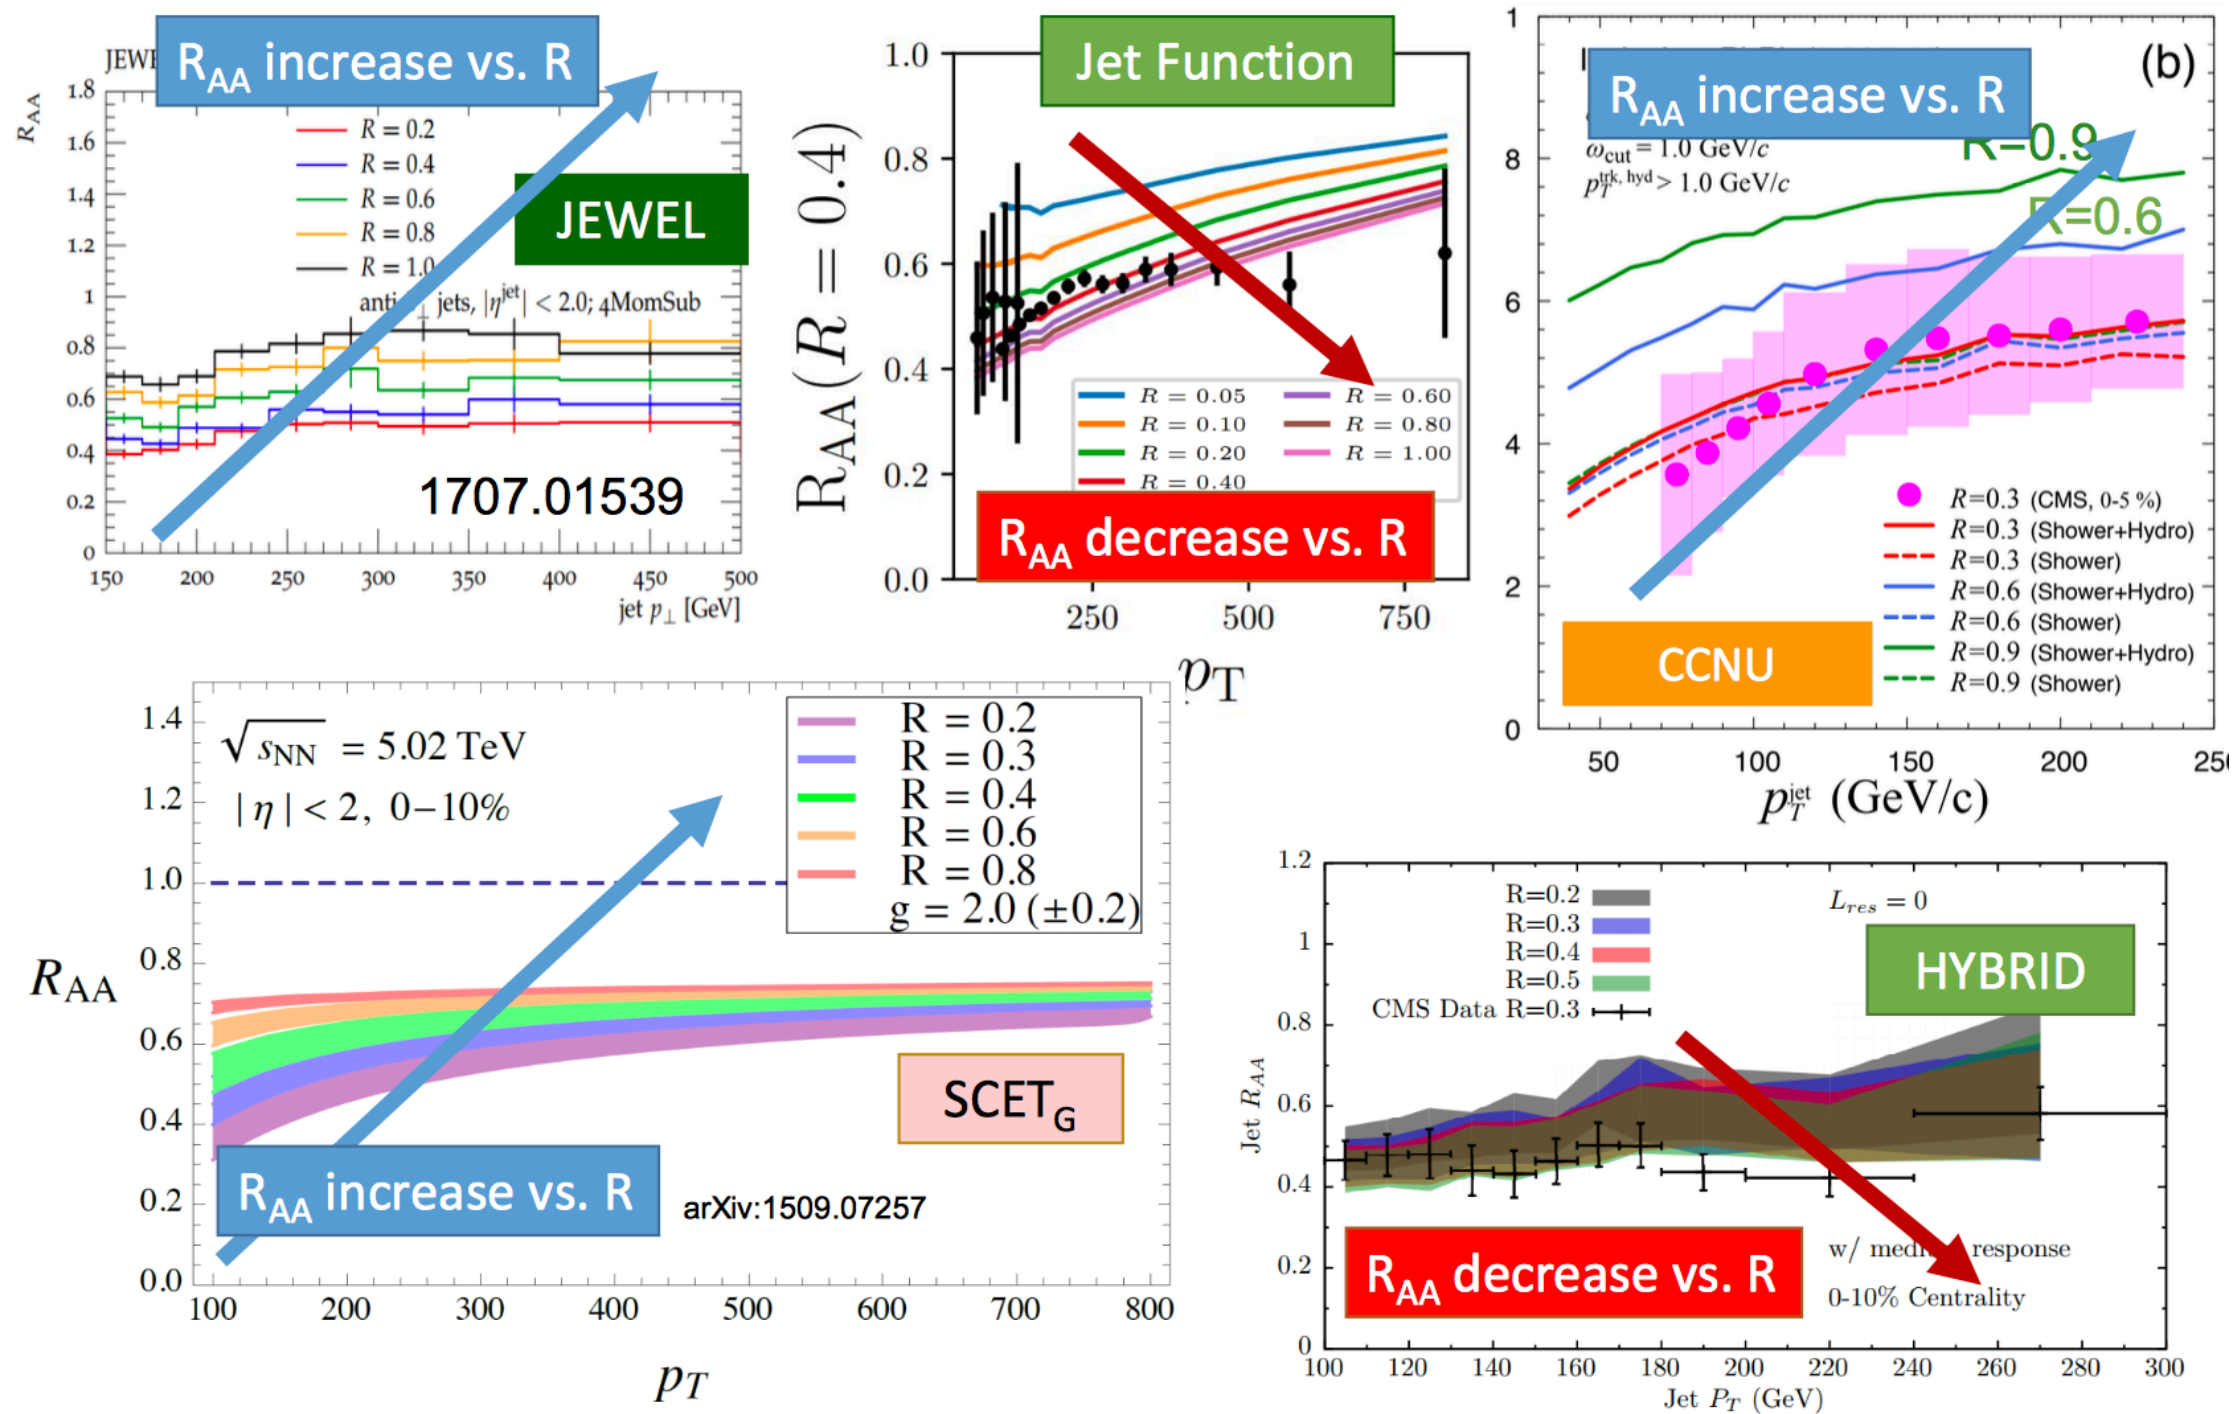 JEWE
R_AA increase vs. R
R_AA
1.8
1.6
1.4
1.2
1
0.8
0.6
0.4
0.2
0
R = 0.2
R = 0.4
R = 0.6
R = 0.8
R = 1.0
JEWEL
jets, |η^jet| < 2.0; 4MomSub
1707.01539
150 200 250 300 350 400 450 500
jet p_⊥ [GeV]
Jet Function
R_AA(R = 0.4)
1.0
0.8
0.6
0.4
0.2
0.0
R = 0.05
R = 0.10
R = 0.20
R = 0.40
R = 0.60
R = 0.80
R = 1.00
R_AA decrease vs. R
250 500 750
p_T
R_AA increase vs. R
(b)
ω_cut = 1.0 GeV/c
p_T^trk, hyd > 1.0 GeV/c
R=0.9
R=0.6
1
8
6
4
2
0
R=0.3 (CMS, 0-5 %)
R=0.3 (Shower+Hydro)
R=0.3 (Shower)
R=0.6 (Shower+Hydro)
R=0.6 (Shower)
R=0.9 (Shower+Hydro)
R=0.9 (Shower)
CCNU
50 100 150 200 250
p_T^jet (GeV/c)
√s_NN = 5.02 TeV
|η| < 2, 0–10%
R = 0.2
R = 0.3
R = 0.4
R = 0.6
R = 0.8
g = 2.0 (±0.2)
R_AA
1.4
1.2
1.0
0.8
0.6
0.4
0.2
0.0
SCET_G
R_AA increase vs. R
arXiv:1509.07257
100 200 300 400 500 600 700 800
p_T
Jet R_AA
1.2
1
0.8
0.6
0.4
0.2
0
R=0.2
R=0.3
R=0.4
R=0.5
CMS Data R=0.3
L_res = 0
HYBRID
R_AA decrease vs. R
w/ response
0-10% Centrality
100 120 140 160 180 200 220 240 260 280 300
Jet P_T (GeV)